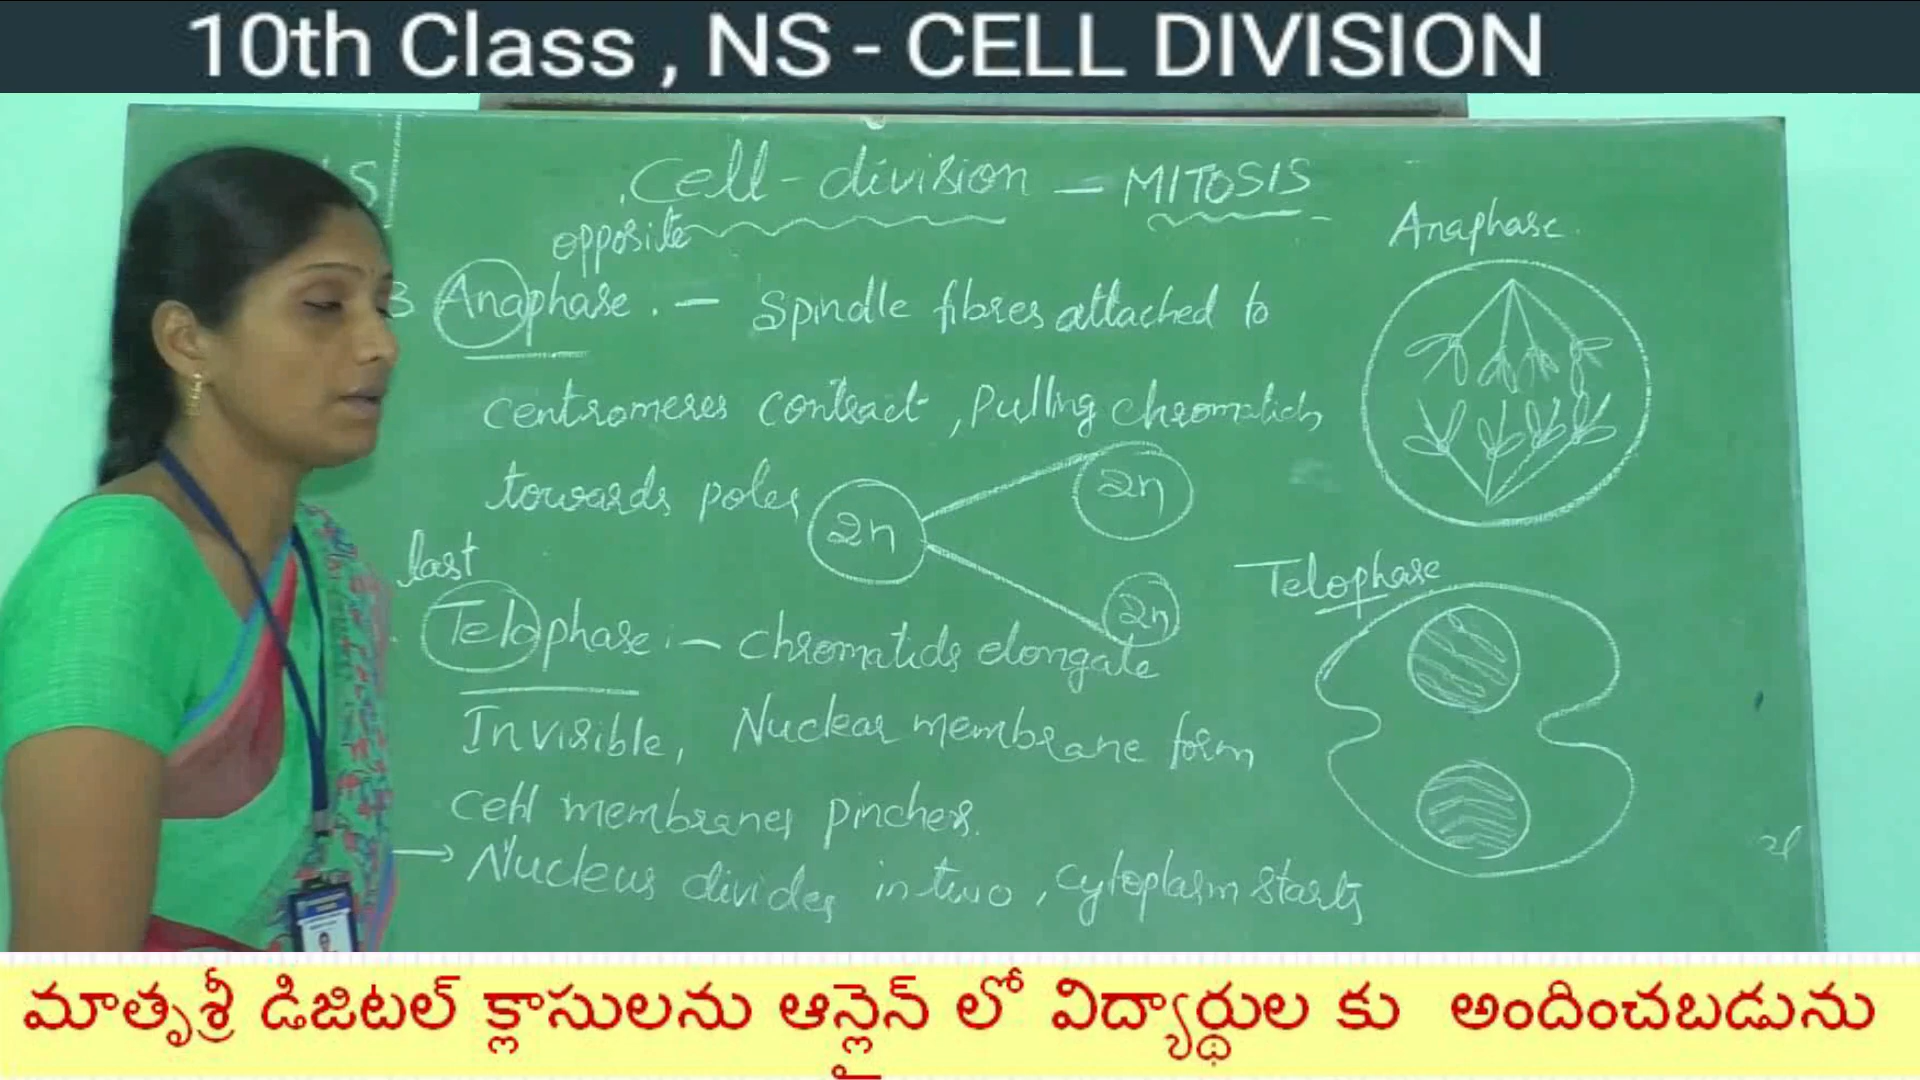 10th Class , NS - CELL DIVISION
S
Cell - division — MITOSIS
opposite
Anaphase
3 Anaphase . — Spindle fibres attached to
centromeres contract , Pulling chromatids
towards poles
2n
2n
2n
last
Telophase
Telophase :— Chromatids elongate
Invisible, Nuclear membrane form
Cell membranes pinches.
→ Nucleus divides in two , cytoplasm starts
మాతృశ్రీ డిజిటల్ క్లాసులను ఆన్లైన్ లో విద్యార్థుల కు అందించబడును